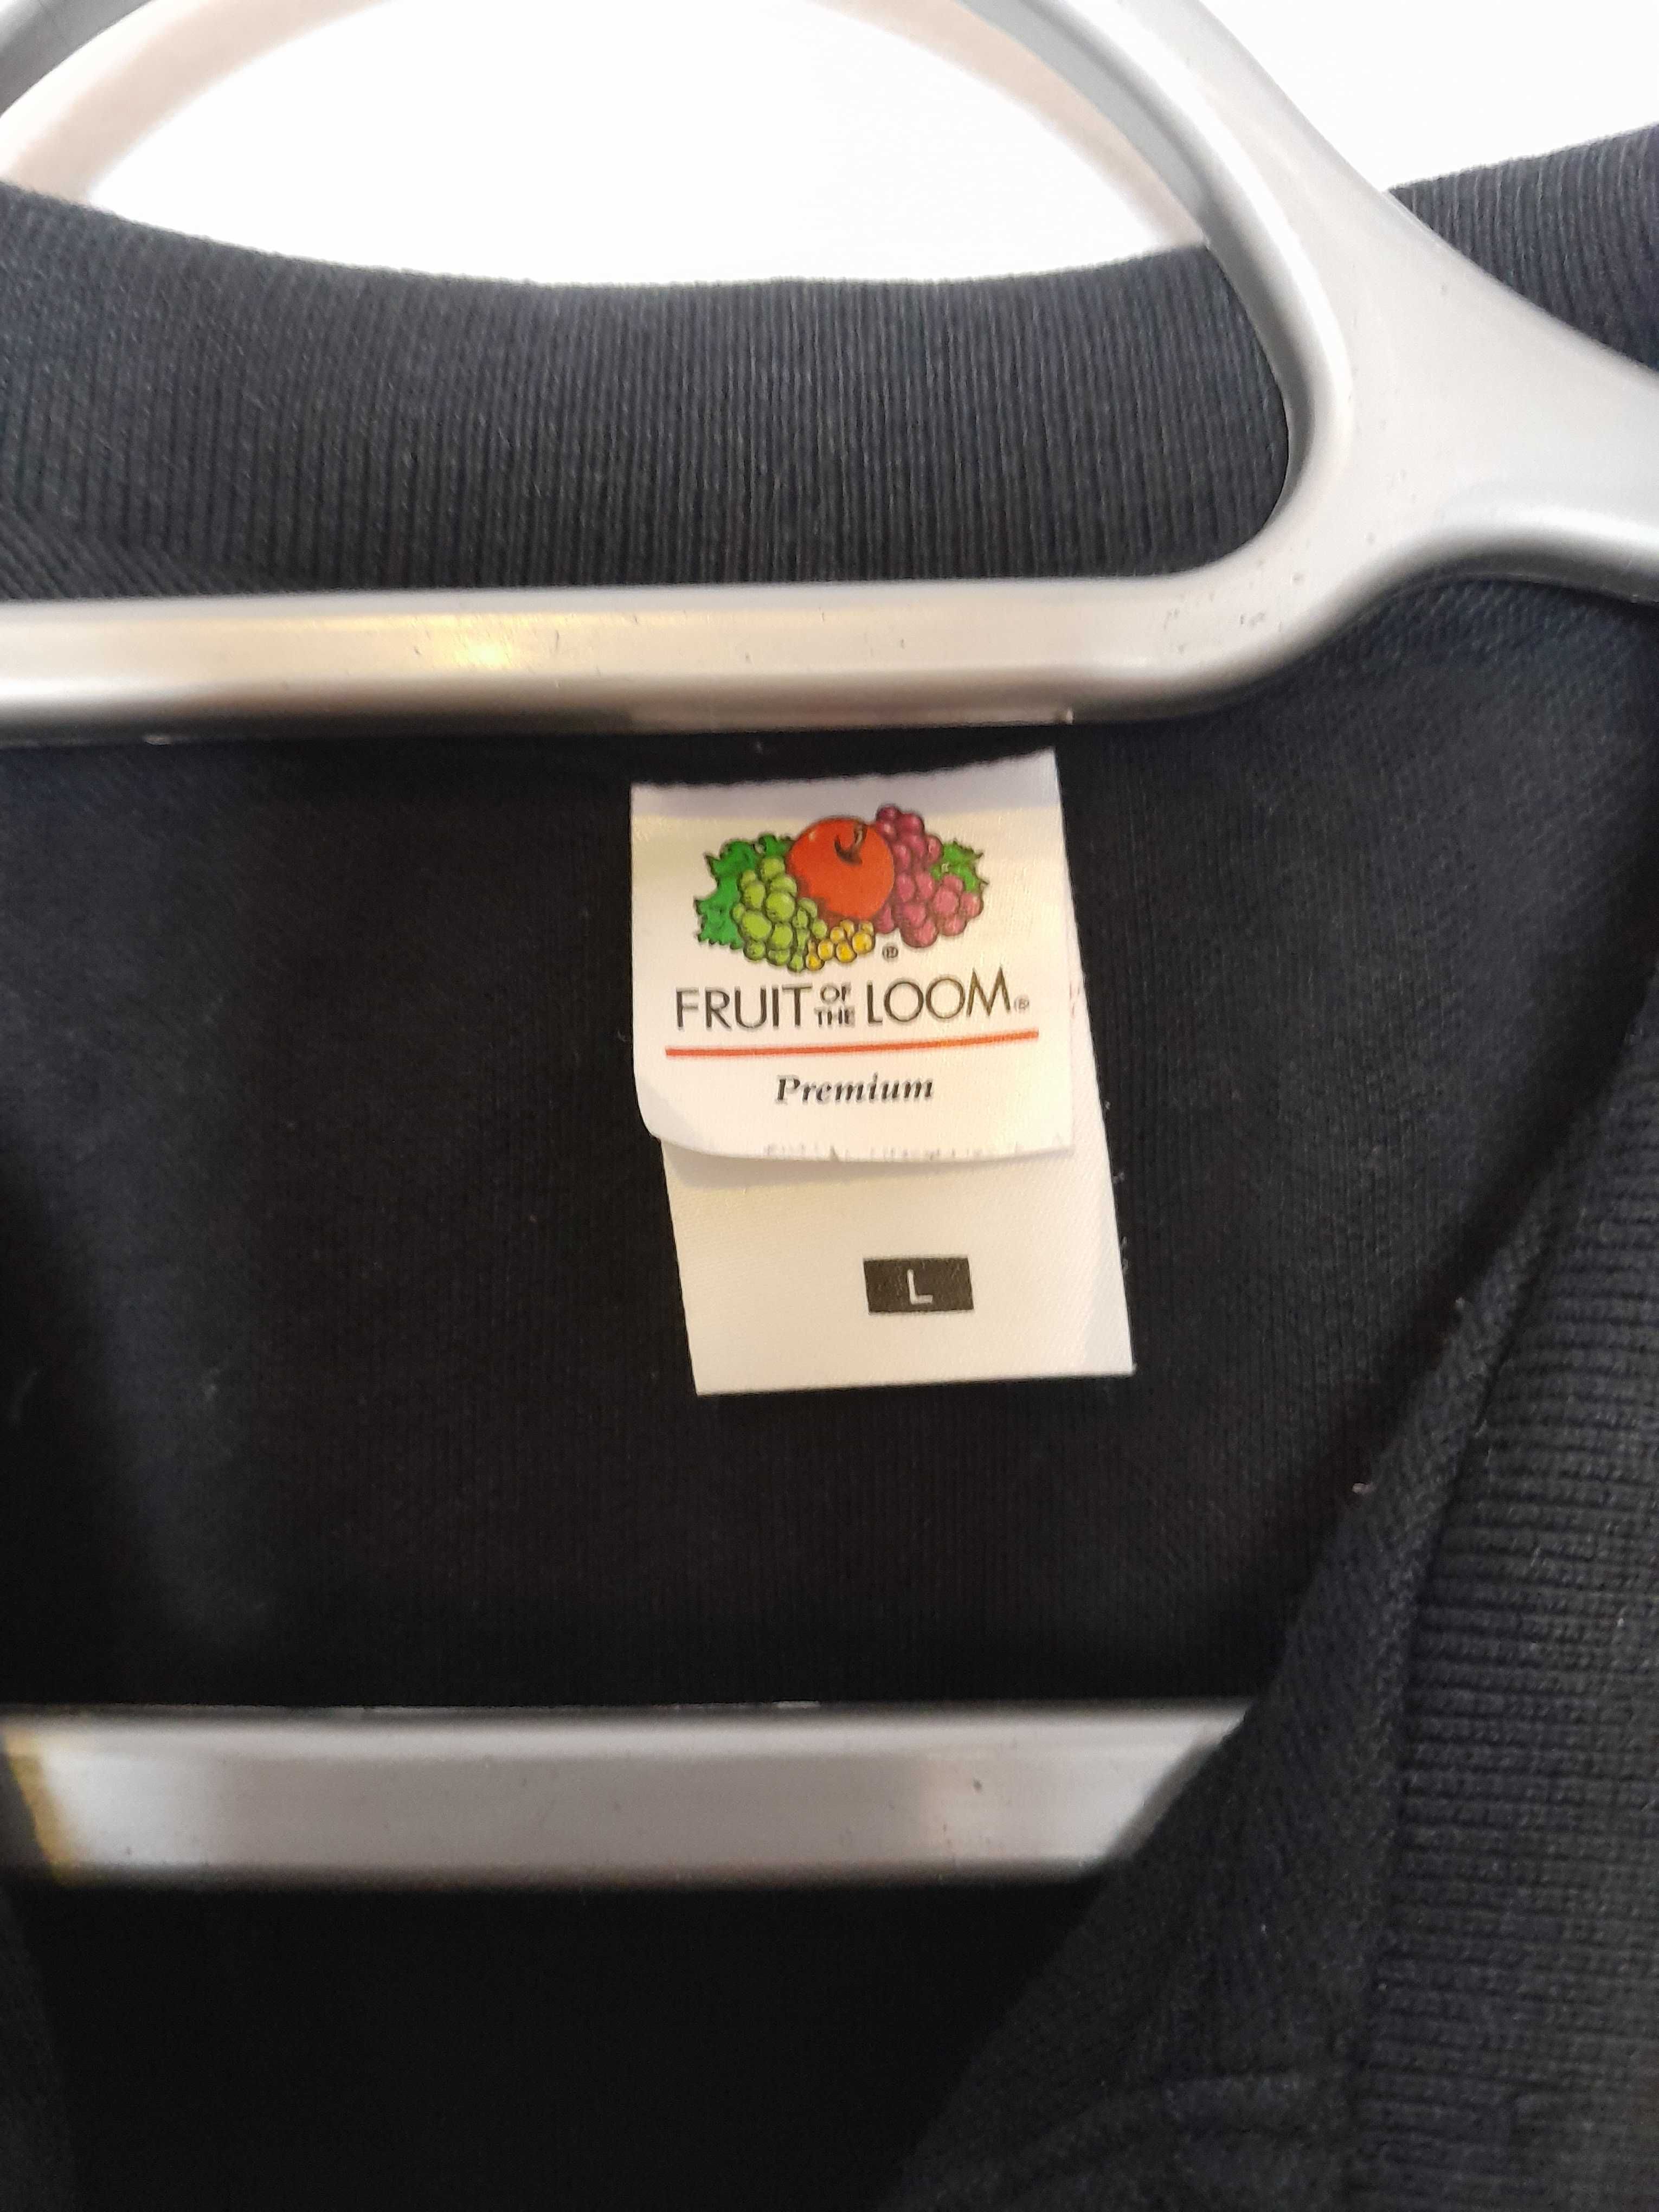 ®
FRUIT OF THE LOOM®
Premium
L